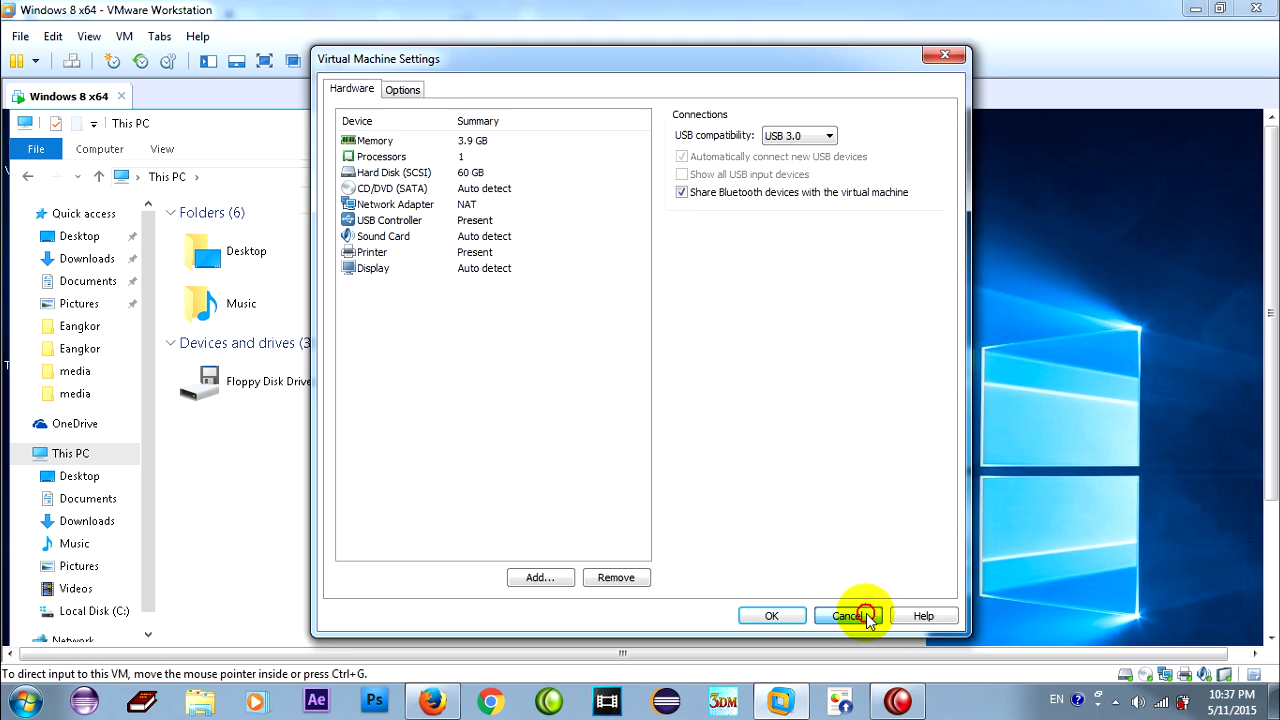 Windows 8 x64 - VMware Workstation
File Edit View VM Tabs Help
Windows 8 x64
This PC
File Computer View
This PC
Quick access
Desktop
Downloads
Documents
Pictures
Eangkor
Eangkor
media
media
OneDrive
This PC
Desktop
Documents
Downloads
Music
Pictures
Videos
Local Disk (C:)
Network
Folders (6)
Desktop
Music
Devices and drives (3
Floppy Disk Drive
Virtual Machine Settings
Hardware Options
Device Summary
Memory 3.9 GB
Processors 1
Hard Disk (SCSI) 60 GB
CD/DVD (SATA) Auto detect
Network Adapter NAT
USB Controller Present
Sound Card Auto detect
Printer Present
Display Auto detect
Add... Remove
Connections
USB compatibility: USB 3.0
Automatically connect new USB devices
Show all USB input devices
Share Bluetooth devices with the virtual machine
OK Cancel Help
To direct input to this VM, move the mouse pointer inside or press Ctrl+G.
Ae Ps 3DM
EN 10:37 PM
5/11/2015